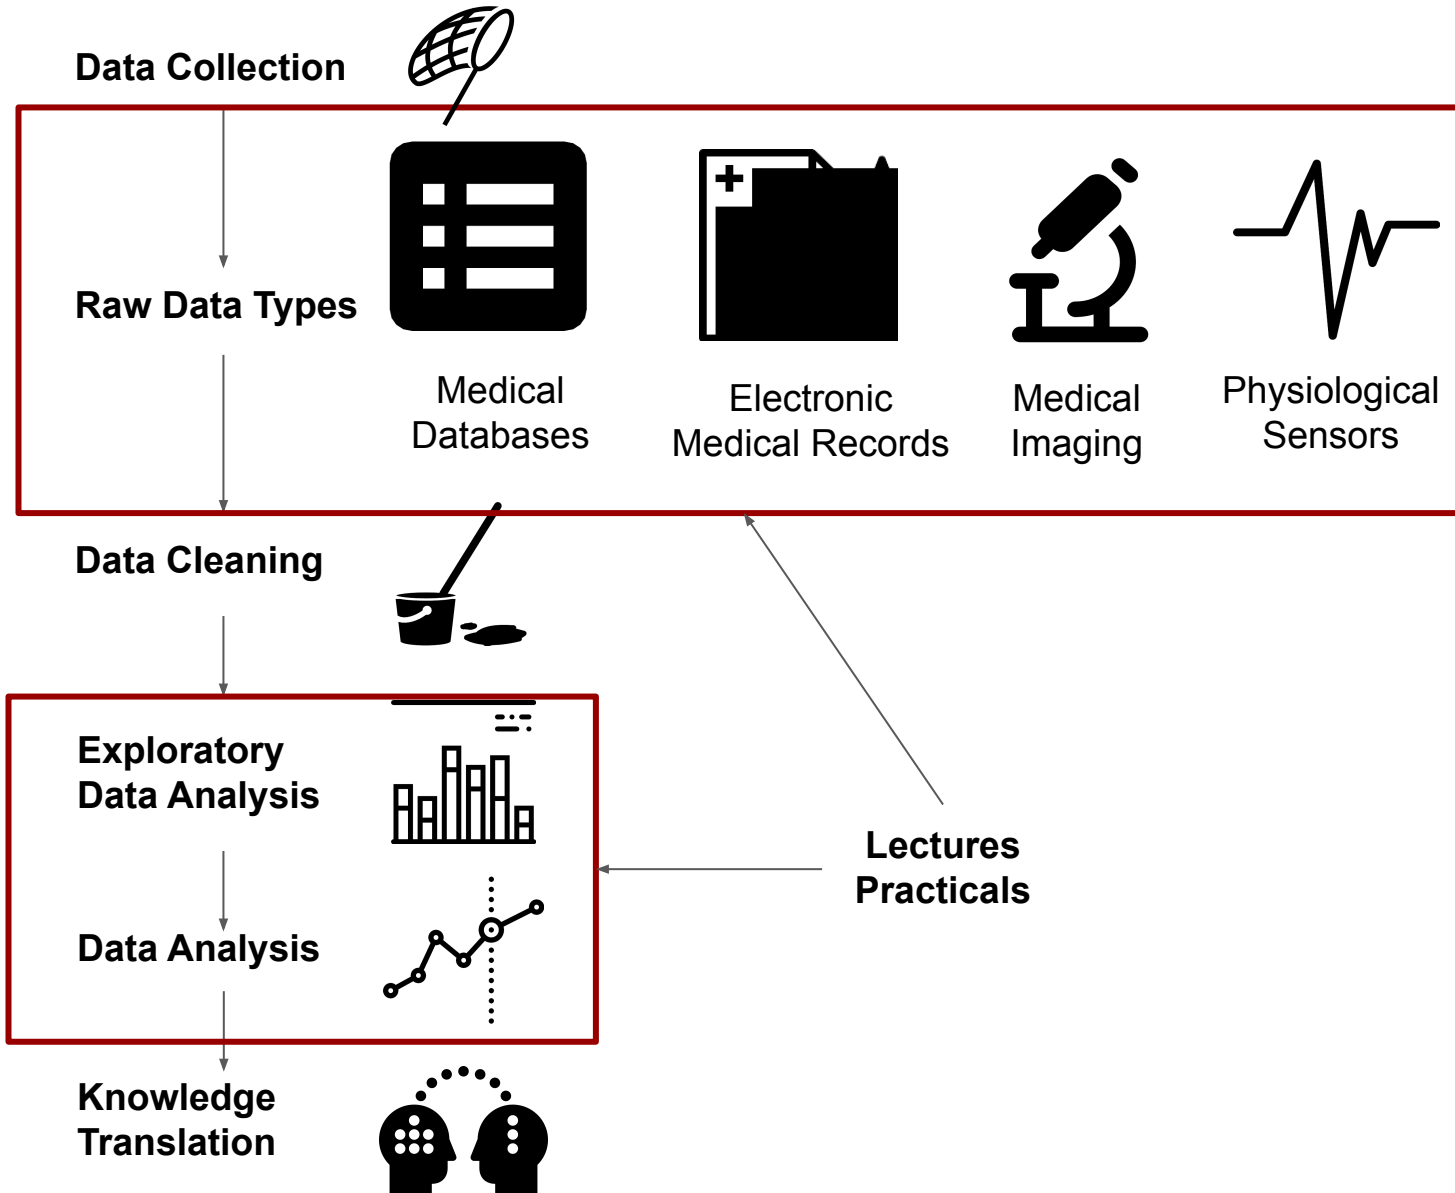 Data Collection
Raw Data Types
Medical
Databases
Electronic
Medical Records
Medical
Imaging
Physiological
Sensors
Data Cleaning
Exploratory
Data Analysis
Lectures
Practicals
Data Analysis
Knowledge
Translation